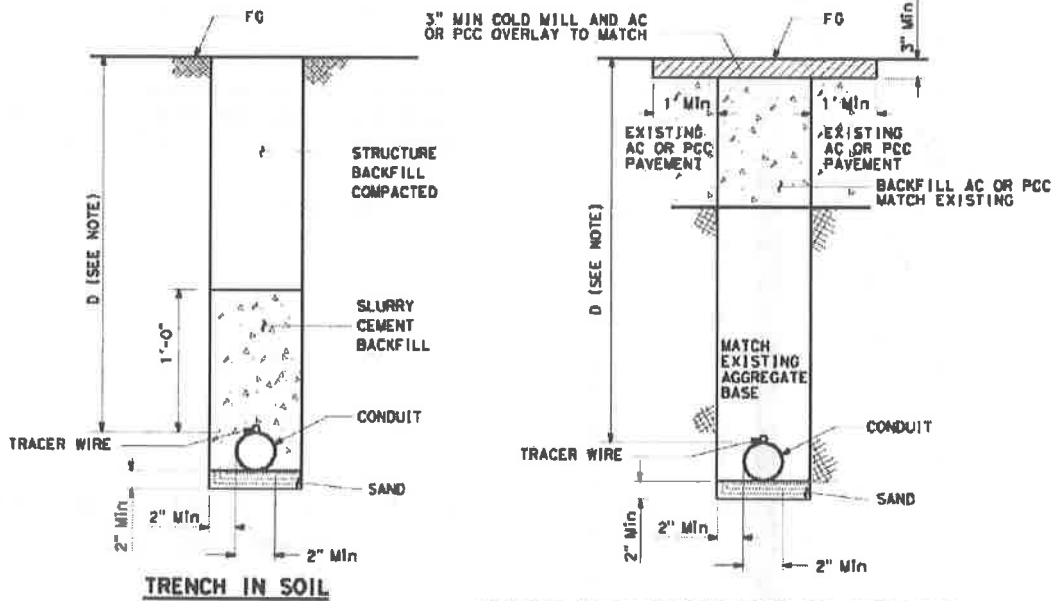 FG
STRUCTURE
BACKFILL
COMPACTED
D (SEE NOTE)
1'-0"
SLURRY
CEMENT
BACKFILL
CONDUIT
TRACER WIRE
SAND
2" Min
2" Min
2" Min
TRENCH IN SOIL
3" MIN COLD MILL AND AC
OR PCC OVERLAY TO MATCH
FG
3" Min
1' Min
1' Min
EXISTING
AC OR PCC
PAVEMENT
EXISTING
AC OR PCC
PAVEMENT
BACKFILL AC OR PCC
MATCH EXISTING
D (SEE NOTE)
MATCH
EXISTING
AGGREGATE
BASE
CONDUIT
TRACER WIRE
SAND
2" Min
2" Min
2" Min